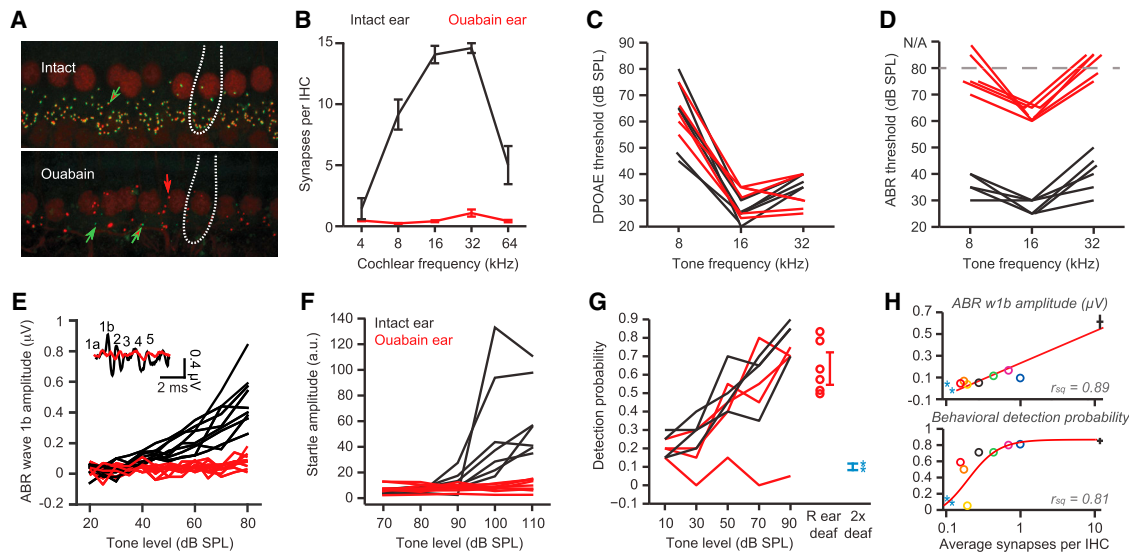 A
Intact
Ouabain
B
Intact ear
Ouabain ear
Synapses per IHC
15
10
5
0
4 8 16 32 64
Cochlear frequency (kHz)
C
DPOAE threshold (dB SPL)
90
80
70
60
50
40
30
20
8 16 32
Tone frequency (kHz)
D
ABR threshold (dB SPL)
N/A
80
70
60
50
40
30
20
8 16 32
Tone frequency (kHz)
E
ABR wave 1b amplitude (µV)
1
0.8
0.6
0.4
0.2
0
-0.2
1a 1b 2 3 4 5
0.4 µV
2 ms
20 40 60 80
Tone level (dB SPL)
F
Intact ear
Ouabain ear
Startle amplitude (a.u.)
140
120
100
80
60
40
20
0
70 80 90 100 110
Tone level (dB SPL)
G
Detection probability
0.9
0.8
0.7
0.6
0.5
0.4
0.3
0.2
0.1
0
−0.1
10 30 50 70 90
R ear deaf
2x deaf
Tone level (dB SPL)
H
ABR w1b amplitude (µV)
0.7
0.5
0.3
0.1
-0.1
rsq = 0.89
Behavioral detection probability
1.0
0.8
0.6
0.4
0.2
0
rsq = 0.81
0.1 1 10
Average synapses per IHC